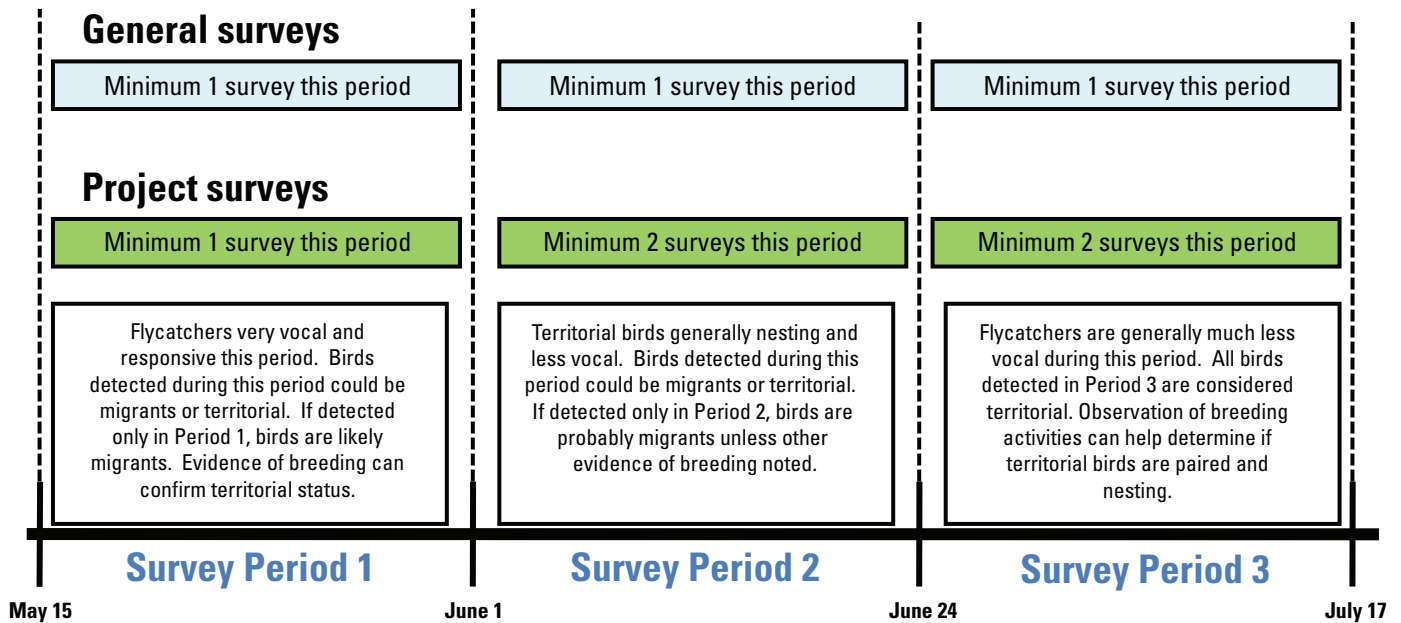 General surveys
Minimum 1 survey this period
Minimum 1 survey this period
Minimum 1 survey this period
Project surveys
Minimum 1 survey this period
Minimum 2 surveys this period
Minimum 2 surveys this period
Flycatchers very vocal and
responsive this period. Birds
detected during this period could be
migrants or territorial. If detected
only in Period 1, birds are likely
migrants. Evidence of breeding can
confirm territorial status.
Territorial birds generally nesting and
less vocal. Birds detected during this
period could be migrants or territorial.
If detected only in Period 2, birds are
probably migrants unless other
evidence of breeding noted.
Flycatchers are generally much less
vocal during this period. All birds
detected in Period 3 are considered
territorial. Observation of breeding
activities can help determine if
territorial birds are paired and
nesting.
Survey Period 1
Survey Period 2
Survey Period 3
May 15
June 1
June 24
July 17